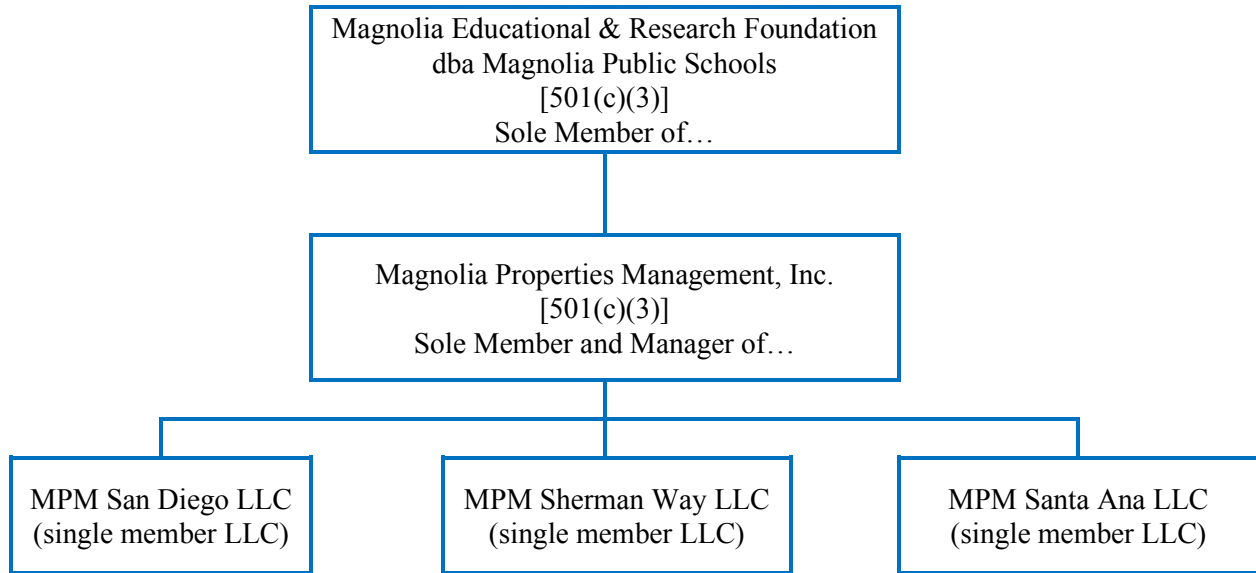 Magnolia Educational & Research Foundation
dba Magnolia Public Schools
[501(c)(3)]
Sole Member of…
Magnolia Properties Management, Inc.
[501(c)(3)]
Sole Member and Manager of…
MPM San Diego LLC
(single member LLC)
MPM Sherman Way LLC
(single member LLC)
MPM Santa Ana LLC
(single member LLC)